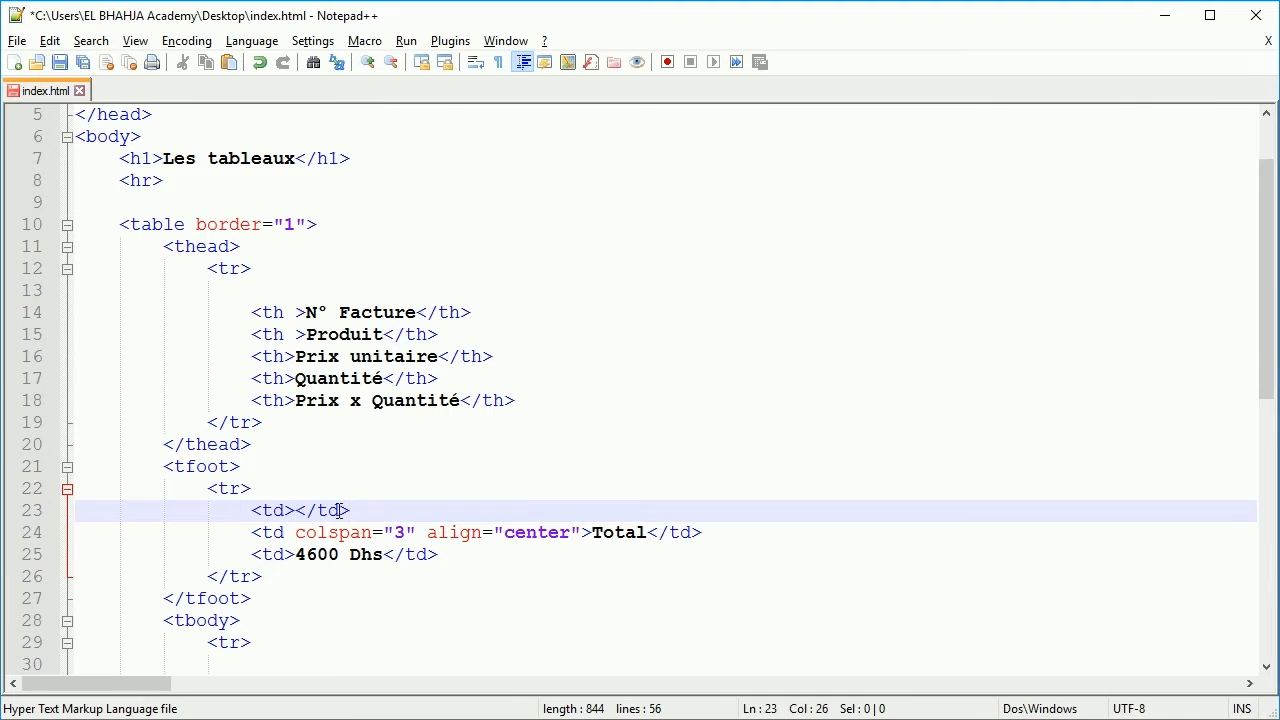 *C:\Users\EL BHAHJA Academy\Desktop\index.html - Notepad++
File Edit Search View Encoding Language Settings Macro Run Plugins Window ? X
index.html
5 </head>
6 <body>
7 <h1>Les tableaux</h1>
8 <hr>
9
10 <table border="1">
11 <thead>
12 <tr>
13
14 <th >N° Facture</th>
15 <th >Produit</th>
16 <th>Prix unitaire</th>
17 <th>Quantité</th>
18 <th>Prix x Quantité</th>
19 </tr>
20 </thead>
21 <tfoot>
22 <tr>
23 <td></td>
24 <td colspan="3" align="center">Total</td>
25 <td>4600 Dhs</td>
26 </tr>
27 </tfoot>
28 <tbody>
29 <tr>
30
Hyper Text Markup Language file length : 844 lines : 56 Ln : 23 Col : 26 Sel : 0 | 0 Dos\Windows UTF-8 INS